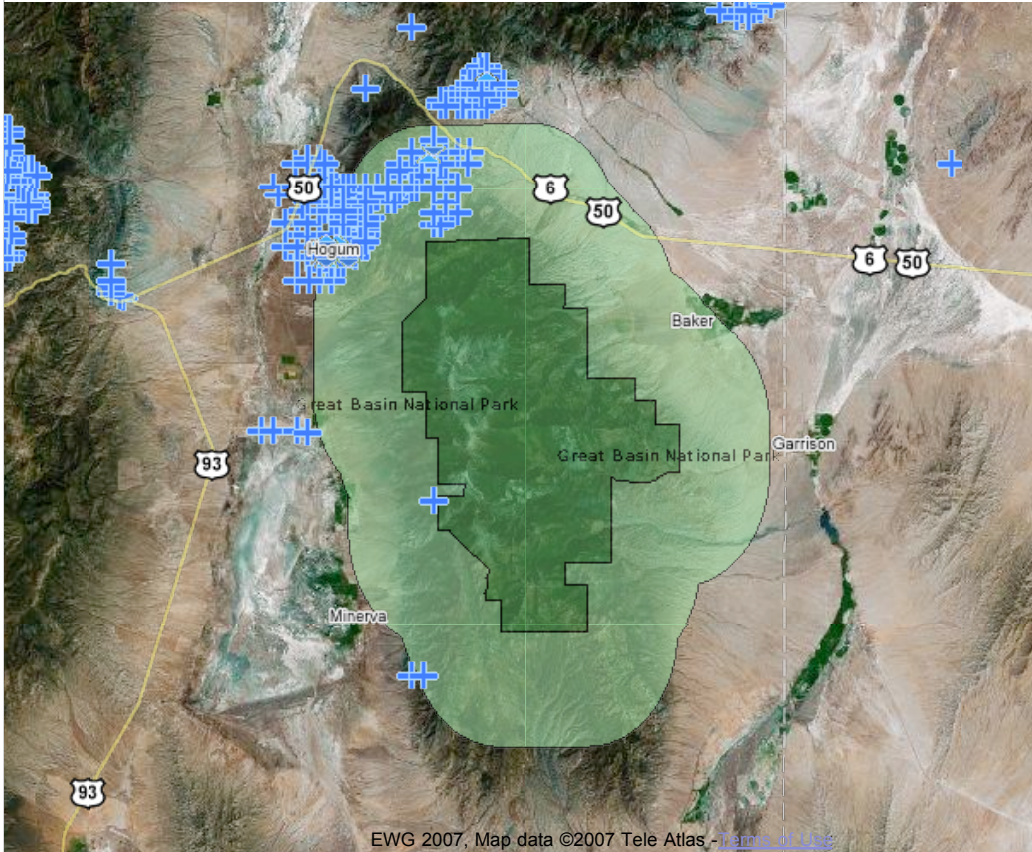 50
6
50
Hogum
6
50
Baker
Great Basin National Park
Garrison
Great Basin National Park
93
Minerva
93
EWG 2007, Map data ©2007 Tele Atlas - Terms of Use